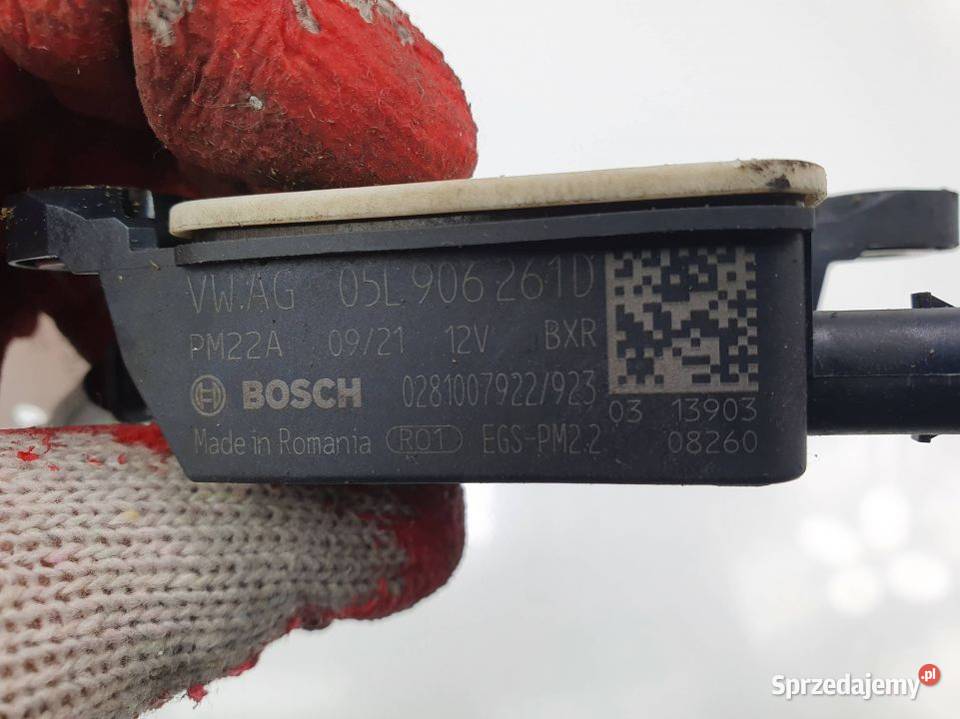 VW.AG 05L 906 261D
PM22A 09/21 12V BXR
BOSCH 0281007922/923
03 13903
Made in Romania R01 EGS-PM2.2 08260
Sprzedajemy.pl